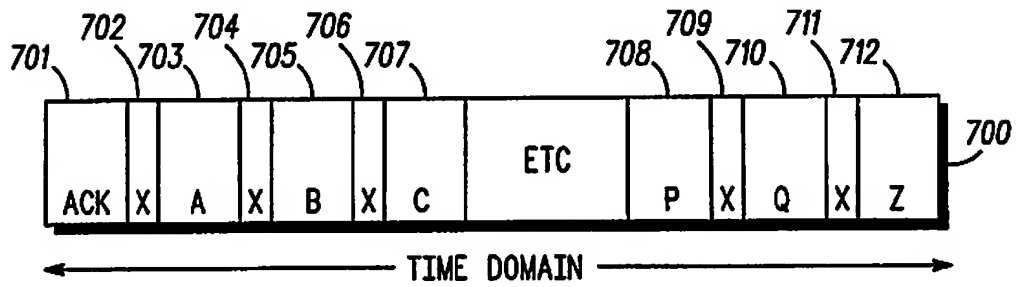 702 704 706 709 711
701 703 705 707 708 710 712
700
ETC
ACK X A X B X C P X Q X Z
TIME DOMAIN